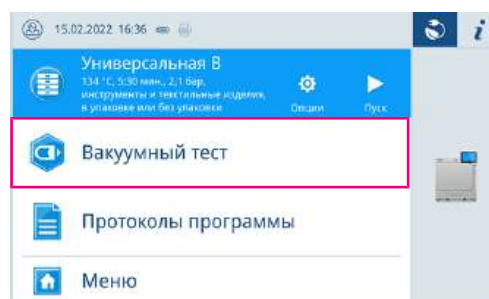 15.02.2022 16:36
i
Универсальная B
134 °C, 5:30 мин., 2,1 бар,
инструменты и текстильные изделия,
в упаковке или без упаковки
Опции
Пуск
Вакуумный тест
Протоколы программы
Меню